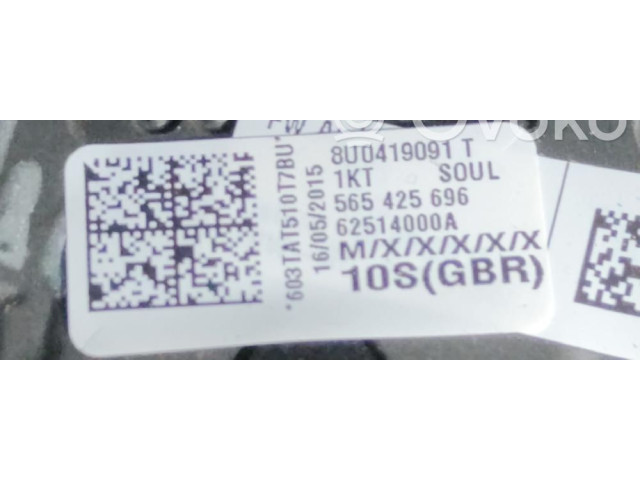 8U0419091 T
1KT SOUL
565 425 696
62514000A
M/X/X/X/X/X
10S(GBR)
*603TAT510T7BU*
16/05/2015